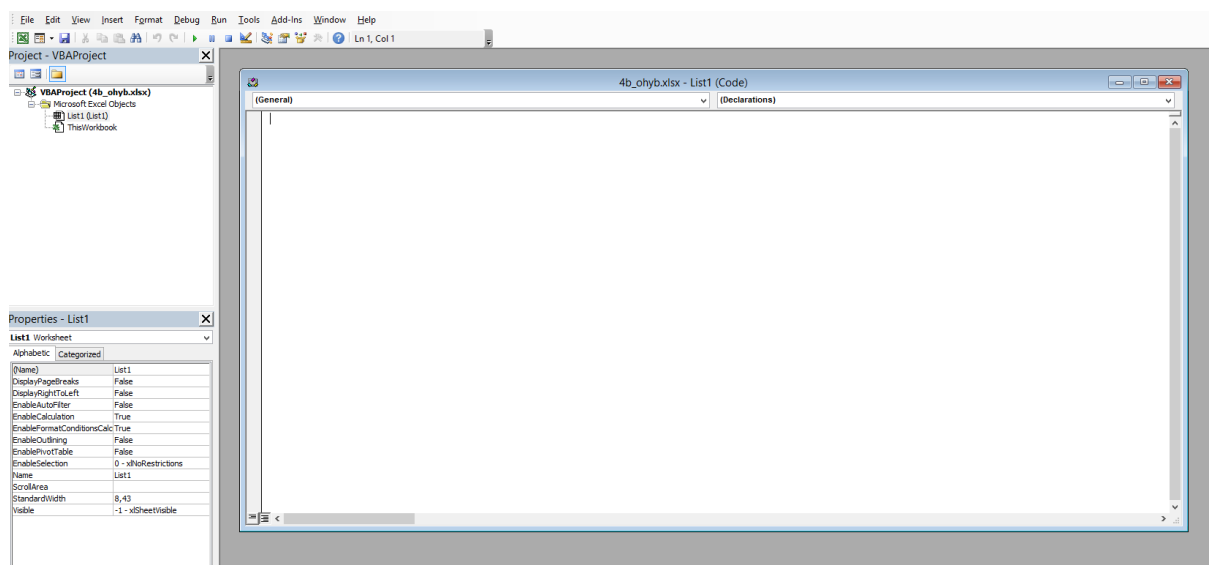 File Edit View Insert Format Debug Run Tools Add-Ins Window Help
Ln 1, Col 1
Project - VBAProject
VBAProject (4b_ohyb.xlsx)
Microsoft Excel Objects
List1 (List1)
ThisWorkbook
4b_ohyb.xlsx - List1 (Code)
(General) (Declarations)
Properties - List1
List1 Worksheet
Alphabetic Categorized
(Name) List1
DisplayPageBreaks False
DisplayRightToLeft False
EnableAutoFilter False
EnableCalculation True
EnableFormatConditionsCalc True
EnableOutlining False
EnablePivotTable False
EnableSelection 0 - xlNoRestrictions
Name List1
ScrollArea
StandardWidth 8,43
Visible -1 - xlSheetVisible